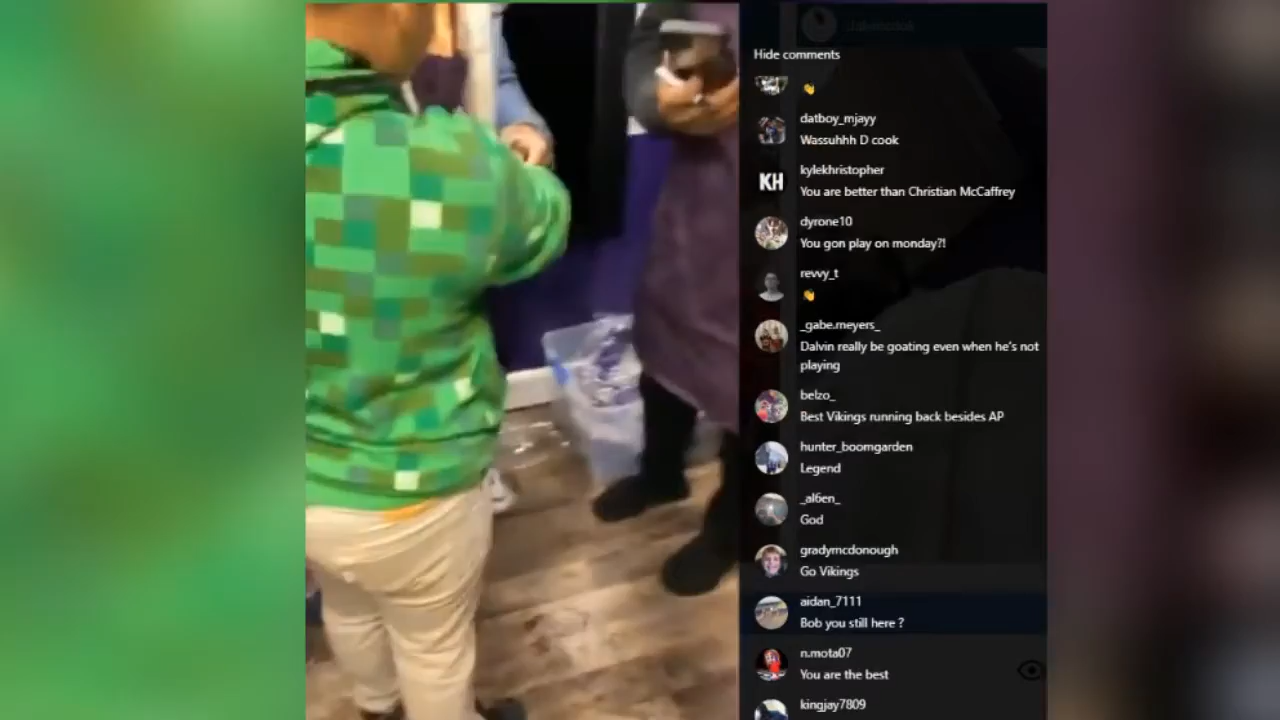 Hide comments
datboy_mjayy
Wassuhhh D cook
kylekhristopher
KH
You are better than Christian McCaffrey
dyrone10
You gon play on monday?!
revvy_t
_gabe.meyers_
Dalvin really be goating even when he's not
playing
belzo_
Best Vikings running back besides AP
hunter_boomgarden
Legend
_al6en_
God
gradymcdonough
Go Vikings
aidan_7111
Bob you still here ?
n.mota07
You are the best
kingjay7809